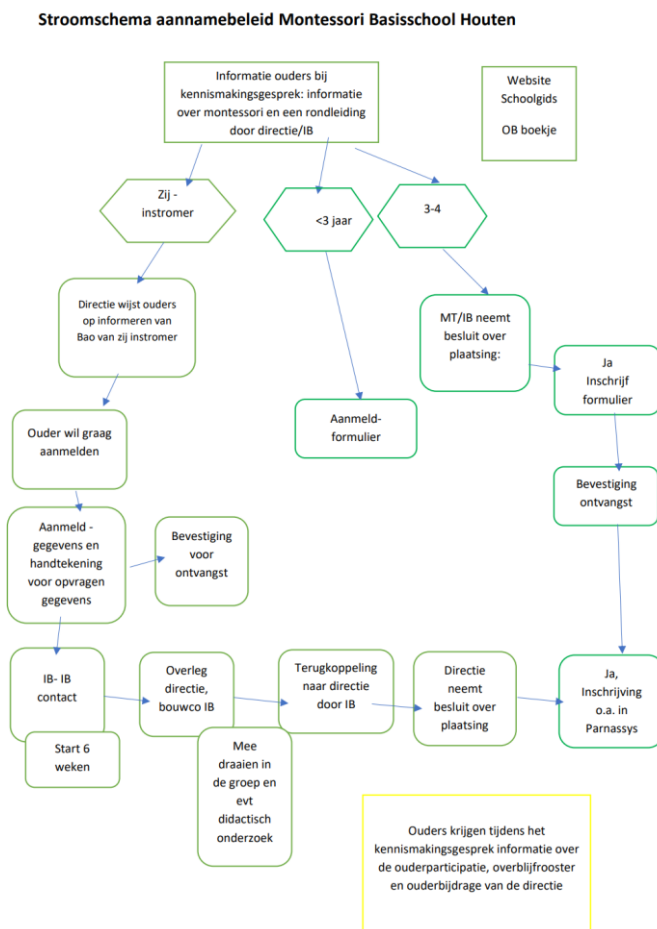 Stroomschema aannamebeleid Montessori Basisschool Houten
Informatie ouders bij
kennismakingsgesprek: informatie
over montessori en een rondleiding
door directie/IB
Website
Schoolgids
OB boekje
Zij -
instromer
<3 jaar
3-4
Directie wijst ouders
op informeren van
Bao van zij instromer
MT/IB neemt
besluit over
plaatsing:
Ja
Inschrijf
formulier
Ouder wil graag
aanmelden
Aanmeld-
formulier
Bevestiging
ontvangst
Aanmeld -
gegevens en
handtekening
voor opvragen
gegevens
Bevestiging
voor
ontvangst
IB- IB
contact
Start 6
weken
Overleg
directie,
bouwco IB
Mee
draaien in
de groep en
evt
didactisch
onderzoek
Terugkoppeling
naar directie
door IB
Directie
neemt
besluit over
plaatsing
Ja,
Inschrijving
o.a. in
Parnassys
Ouders krijgen tijdens het
kennismakingsgesprek informatie over
de ouderparticipatie, overblijfrooster
en ouderbijdrage van de directie